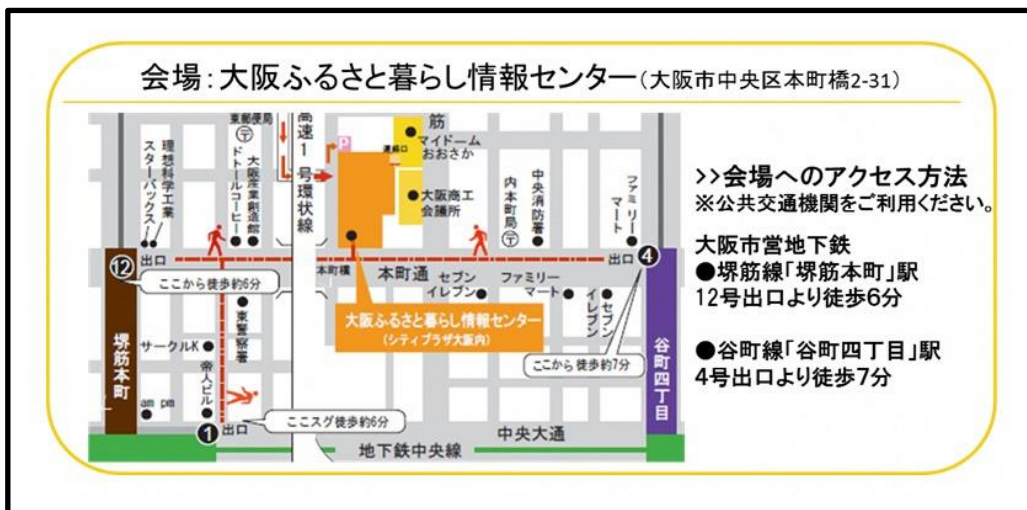 会場：大阪ふるさと暮らし情報センター（大阪市中央区本町橋2-31）
東郵便局
〒
理想科学工業
スターバックス
ドトールコーヒー
大阪産業創造館
高速1号環状線
P
連絡口
筋
マイドーム
おおさか
大阪商工
会議所
内本町局
〒
中央消防署
ファミリー
マート
出口
12
ここから徒歩約6分
本町橋
本町通
セブン
イレブン
ファミリー
マート
セブン
イレブン
出口
4
大阪ふるさと暮らし情報センター
（シティプラザ大阪内）
ここから徒歩約7分
堺筋本町
サークルK
東警察署
帝人ビル
am pm
1
出口
ここスグ徒歩約6分
谷町四丁目
中央大通
地下鉄中央線
>>会場へのアクセス方法
※公共交通機関をご利用ください。
大阪市営地下鉄
●堺筋線「堺筋本町」駅
12号出口より徒歩6分
●谷町線「谷町四丁目」駅
4号出口より徒歩7分